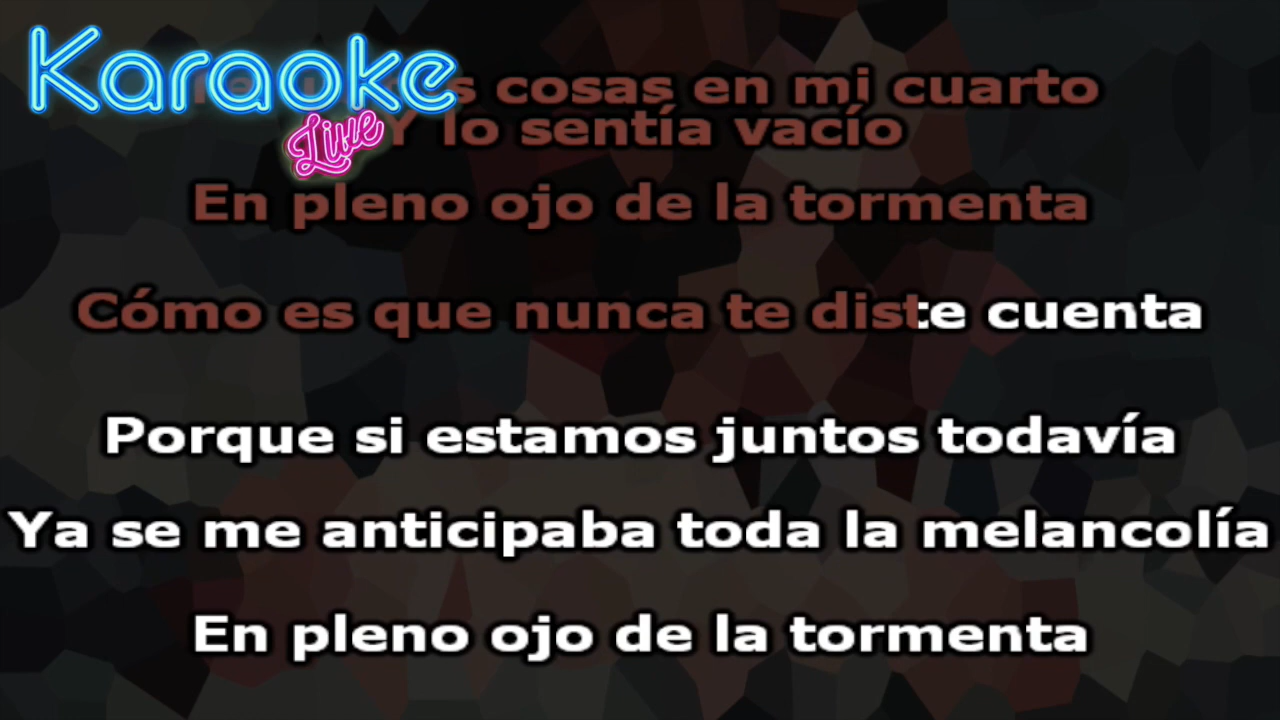 Karaoke
Live
cosas en mi cuarto
Y lo sentía vacío
En pleno ojo de la tormenta
Cómo es que nunca te diste cuenta
Porque si estamos juntos todavía
Ya se me anticipaba toda la melancolía
En pleno ojo de la tormenta